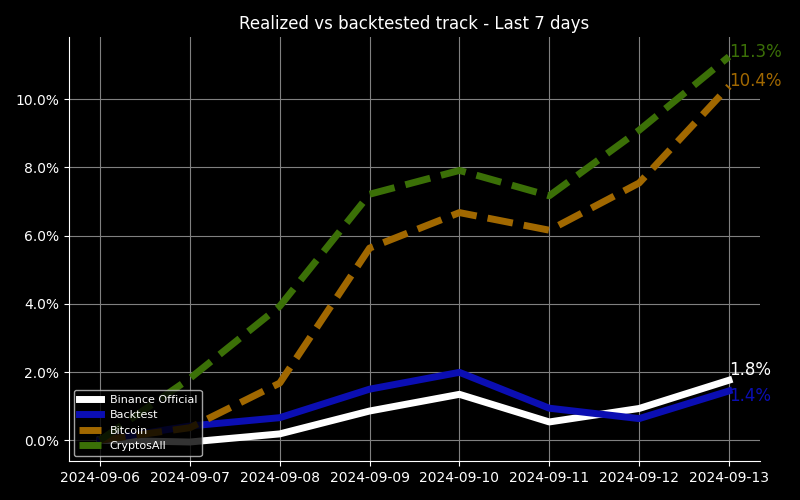 Realized vs backtested track - Last 7 days
11.3%
10.4%
10.0%
8.0%
6.0%
4.0%
2.0%
1.8%
1.4%
Binance Official
Backtest
Bitcoin
CryptosAll
0.0%
2024-09-06 2024-09-07 2024-09-08 2024-09-09 2024-09-10 2024-09-11 2024-09-12 2024-09-13